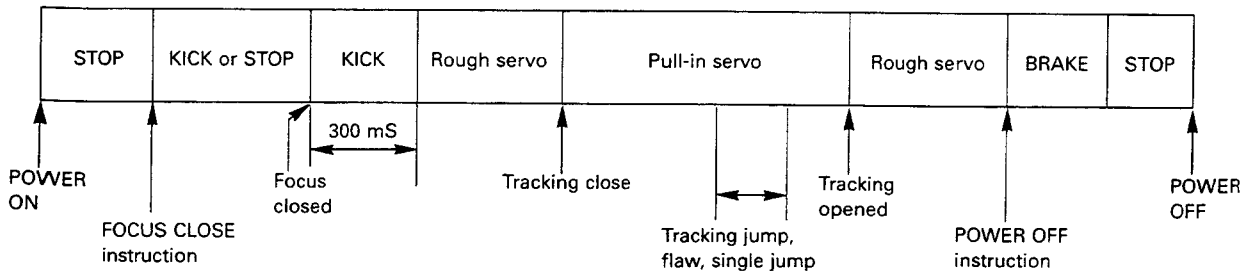 STOP
KICK or STOP
KICK
Rough servo
Pull-in servo
Rough servo
BRAKE
STOP
300 mS
POWER
ON
FOCUS CLOSE
instruction
Focus
closed
Tracking close
Tracking jump,
flaw, single jump
Tracking
opened
POWER OFF
instruction
POWER
OFF